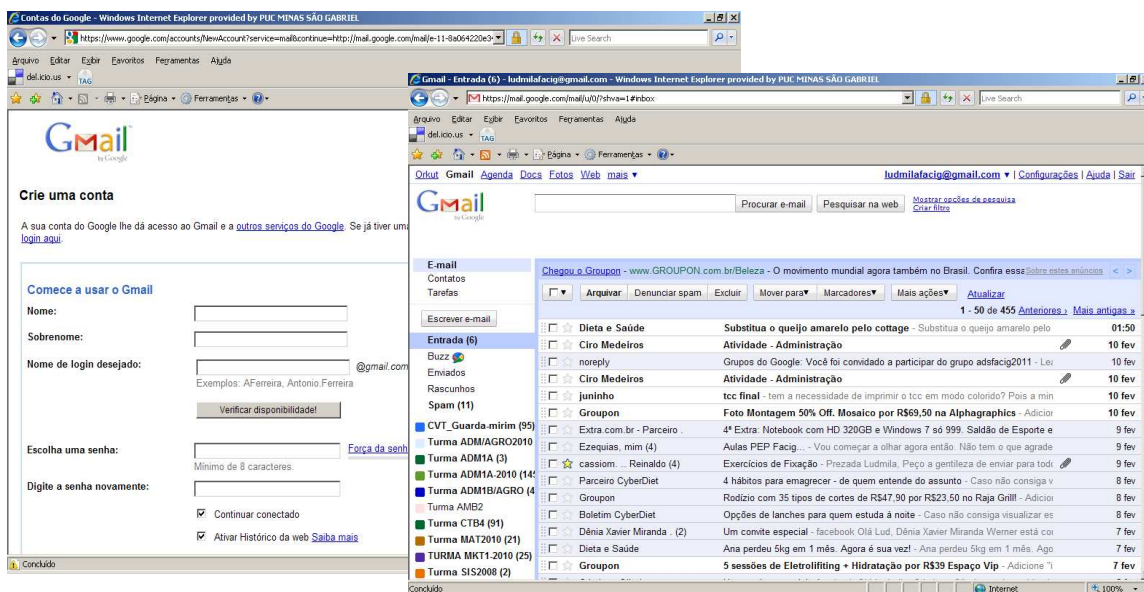 Contas do Google - Windows Internet Explorer provided by PUC MINAS SÃO GABRIEL
https://www.google.com/accounts/NewAccount?service=mail&continue=http://mail.google.com/mail/e-11-8a064220e3
Live Search
Arquivo Editar Exibir Favoritos Ferramentas Ajuda
del.icio.us TAG
Página Ferramentas
Gmail
by Google
Crie uma conta
A sua conta do Google lhe dá acesso ao Gmail e a outros serviços do Google. Se já tiver uma
login aqui.
Comece a usar o Gmail
Nome:
Sobrenome:
Nome de login desejado: @gmail.com
Exemplos: AFerreira, Antonio.Ferreira
Verificar disponibilidade!
Escolha uma senha: Força da senh
Mínimo de 8 caracteres.
Digite a senha novamente:
Continuar conectado
Ativar Histórico da web Saiba mais
Concluído
Gmail - Entrada (6) - ludmilafacig@gmail.com - Windows Internet Explorer provided by PUC MINAS SÃO GABRIEL
https://mail.google.com/mail/u/0/?shva=1#inbox
Live Search
Arquivo Editar Exibir Favoritos Ferramentas Ajuda
del.icio.us TAG
Página Ferramentas
Orkut Gmail Agenda Docs Fotos Web mais ludmilafacig@gmail.com | Configurações | Ajuda | Sair
Gmail
by Google
Procurar e-mail Pesquisar na web Mostrar opções de pesquisa
Criar filtro
E-mail
Contatos
Tarefas
Escrever e-mail
Entrada (6)
Buzz
Enviados
Rascunhos
Spam (11)
CVT_Guarda-mirim (95)
Turma ADM/AGRO2010
Turma ADM1A (3)
Turma ADM1A-2010 (145
Turma ADM1B/AGRO (4
Turma AMB2
Turma CTB4 (91)
Turma MAT2010 (21)
TURMA MKT1-2010 (25)
Turma SIS2008 (2)
Chegou o Groupon - www.GROUPON.com.br/Beleza - O movimento mundial agora também no Brasil. Confira essa Sobre estes anúncios < >
Arquivar Denunciar spam Excluir Mover para Marcadores Mais ações Atualizar
1 - 50 de 455 Anteriores › Mais antigas »
Dieta e Saúde Substitua o queijo amarelo pelo cottage - Substitua o queijo amarelo pelo 01:50
Ciro Medeiros Atividade - Administração 10 fev
noreply Grupos do Google: Você foi convidado a participar do grupo adsfacig2011 - Lea 10 fev
Ciro Medeiros Atividade - Administração 10 fev
juninho tcc final - tem a necessidade de imprimir o tcc em modo colorido? Pois a min 10 fev
Groupon Foto Montagem 50% Off. Mosaico por R$69,50 na Alphagraphics - Adicior 10 fev
Extra.com.br - Parceiro . 4ª Extra: Notebook com HD 320GB e Windows 7 só 999. Saldão de Esporte e 9 fev
Ezequias, mim (4) Aulas PEP Facig... - Vou começar a olhar agora então. Não tem o que agrade 9 fev
cassiom. .. Reinaldo (4) Exercícios de Fixação - Prezada Ludmila, Peço a gentileza de enviar para todo 9 fev
Parceiro CyberDiet 4 hábitos para emagrecer - de quem entende do assunto - Caso não consiga v 8 fev
Groupon Rodízio com 35 tipos de cortes de R$47,90 por R$23,50 no Raja Grill! - Adicior 8 fev
Boletim CyberDiet Opções de lanches para quem estuda à noite - Caso não consiga visualizar es 8 fev
Dênia Xavier Miranda . (2) Um convite especial - facebook Olá Lud, Dênia Xavier Miranda Werner está con 7 fev
Dieta e Saúde Ana perdeu 5kg em 1 mês. Agora é sua vez! - Ana perdeu 5kg em 1 mês. Ago 7 fev
Groupon 5 sessões de Eletrolifiting + Hidratação por R$39 Espaço Vip - Adicione "i 7 fev
Concluído Internet 100%